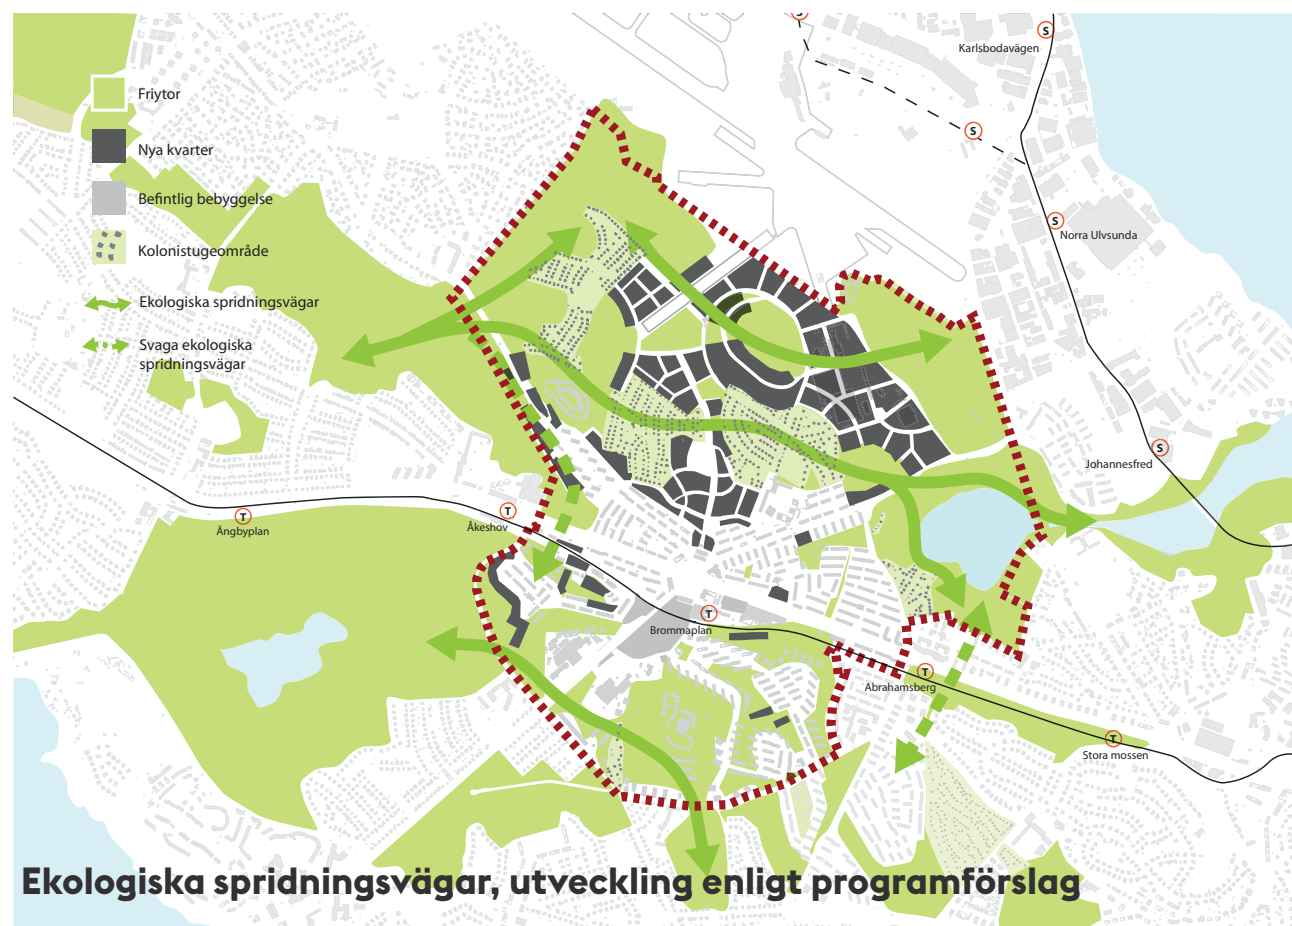 S
S
Karlsbodavägen
Friytor
S
Nya kvarter
Befintlig bebyggelse
S
Norra Ulvsunda
Kolonistugeområde
Ekologiska spridningsvägar
Svaga ekologiska
spridningsvägar
S
Johannesfred
T
Ängbyplan
T
Åkeshov
T
Brommaplan
T
Abrahamsberg
T
Stora mossen
Ekologiska spridningsvägar, utveckling enligt programförslag